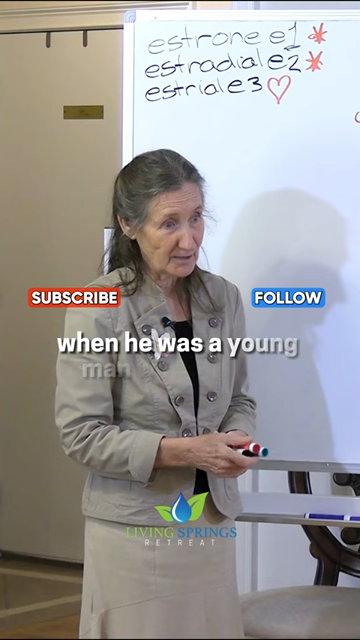 estrone e1 *
estradiale2 *
estriale3 ♡
SUBSCRIBE
FOLLOW
when he was a young
man
LIVING SPRINGS
RETREAT